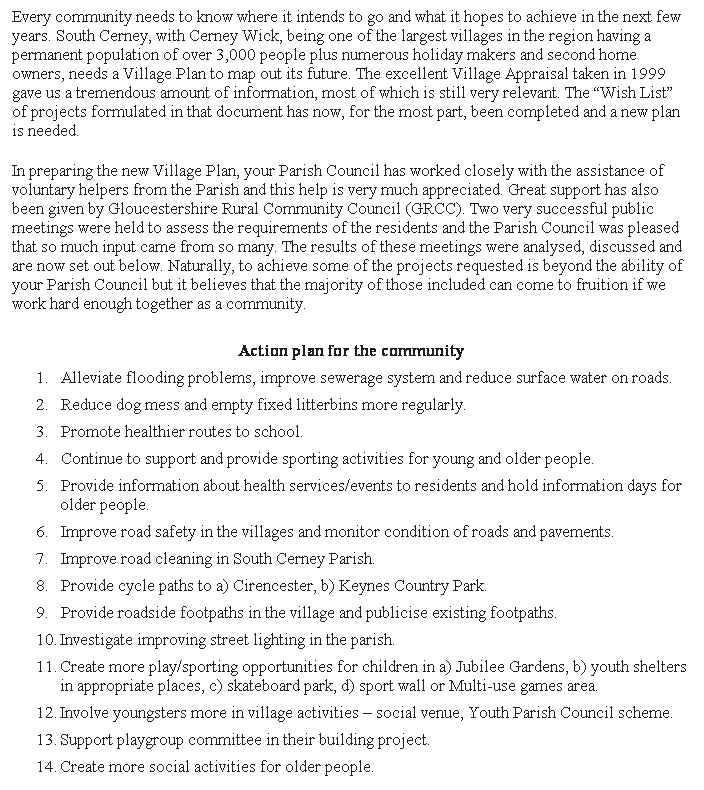 Every community needs to know where it intends to go and what it hopes to achieve in the next few
years. South Cerney, with Cerney Wick, being one of the largest villages in the region having a
permanent population of over 3,000 people plus numerous holiday makers and second home
owners, needs a Village Plan to map out its future. The excellent Village Appraisal taken in 1999
gave us a tremendous amount of information, most of which is still very relevant. The “Wish List”
of projects formulated in that document has now, for the most part, been completed and a new plan
is needed.
In preparing the new Village Plan, your Parish Council has worked closely with the assistance of
voluntary helpers from the Parish and this help is very much appreciated. Great support has also
been given by Gloucestershire Rural Community Council (GRCC). Two very successful public
meetings were held to assess the requirements of the residents and the Parish Council was pleased
that so much input came from so many. The results of these meetings were analysed, discussed and
are now set out below. Naturally, to achieve some of the projects requested is beyond the ability of
your Parish Council but it believes that the majority of those included can come to fruition if we
work hard enough together as a community.
Action plan for the community
1. Alleviate flooding problems, improve sewerage system and reduce surface water on roads.
2. Reduce dog mess and empty fixed litterbins more regularly.
3. Promote healthier routes to school.
4. Continue to support and provide sporting activities for young and older people.
5. Provide information about health services/events to residents and hold information days for
older people.
6. Improve road safety in the villages and monitor condition of roads and pavements.
7. Improve road cleaning in South Cerney Parish.
8. Provide cycle paths to a) Cirencester, b) Keynes Country Park.
9. Provide roadside footpaths in the village and publicise existing footpaths.
10. Investigate improving street lighting in the parish.
11. Create more play/sporting opportunities for children in a) Jubilee Gardens, b) youth shelters
in appropriate places, c) skateboard park, d) sport wall or Multi-use games area.
12. Involve youngsters more in village activities – social venue, Youth Parish Council scheme.
13. Support playgroup committee in their building project.
14. Create more social activities for older people.